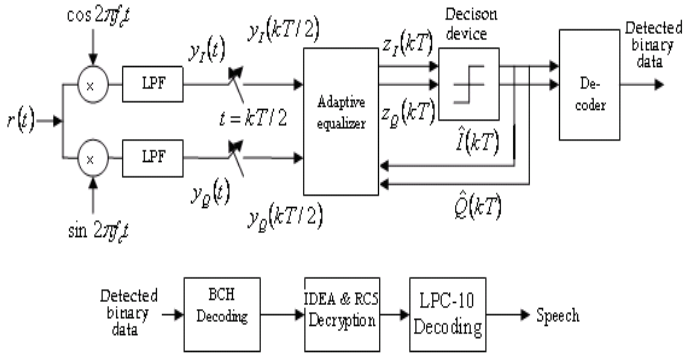 cos 2πf_c t
y_I(t)
y_I(kT/2)
z_I(kT)
Decison
device
Detected
binary
data
×
LPF
r(t)
t = kT/2
Adaptive
equalizer
z_Q(kT)
De-
coder
Î(kT)
×
LPF
y_Q(t)
y_Q(kT/2)
Q̂(kT)
sin 2πf_c t
Detected
binary
data
BCH
Decoding
IDEA & RC5
Decryption
LPC-10
Decoding
Speech